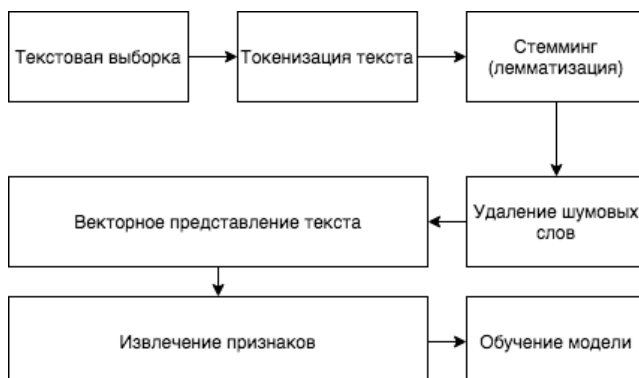 Текстовая выборка
Токенизация текста
Стемминг
(лемматизация)
Удаление шумовых
слов
Векторное представление текста
Извлечение признаков
Обучение модели